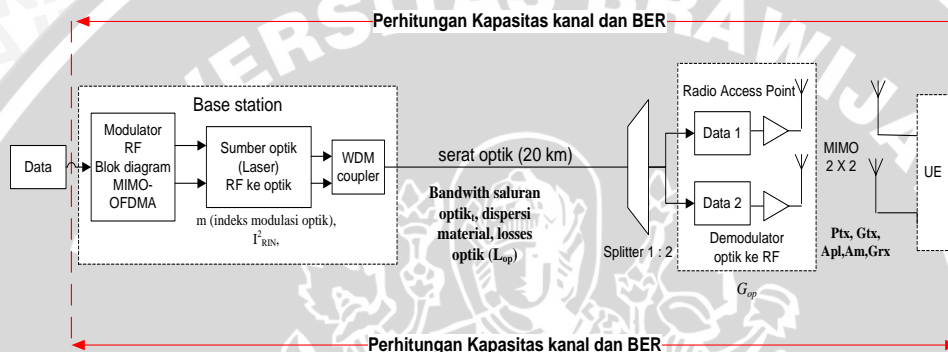 Perhitungan Kapasitas kanal dan BER
Base station
Data
Modulator
RF
Blok diagram
MIMO-
OFDMA
Sumber optik
(Laser)
RF ke optik
WDM
coupler
m (indeks modulasi optik),
I²RIN,
serat optik (20 km)
Bandwith saluran
optikt, dispersi
material, losses
optik (Lop)
Splitter 1 : 2
Radio Access Point
Data 1
Data 2
Demodulator
optik ke RF
Gop
MIMO
2 X 2
Ptx, Gtx,
Apl,Am,Grx
UE
Perhitungan Kapasitas kanal dan BER